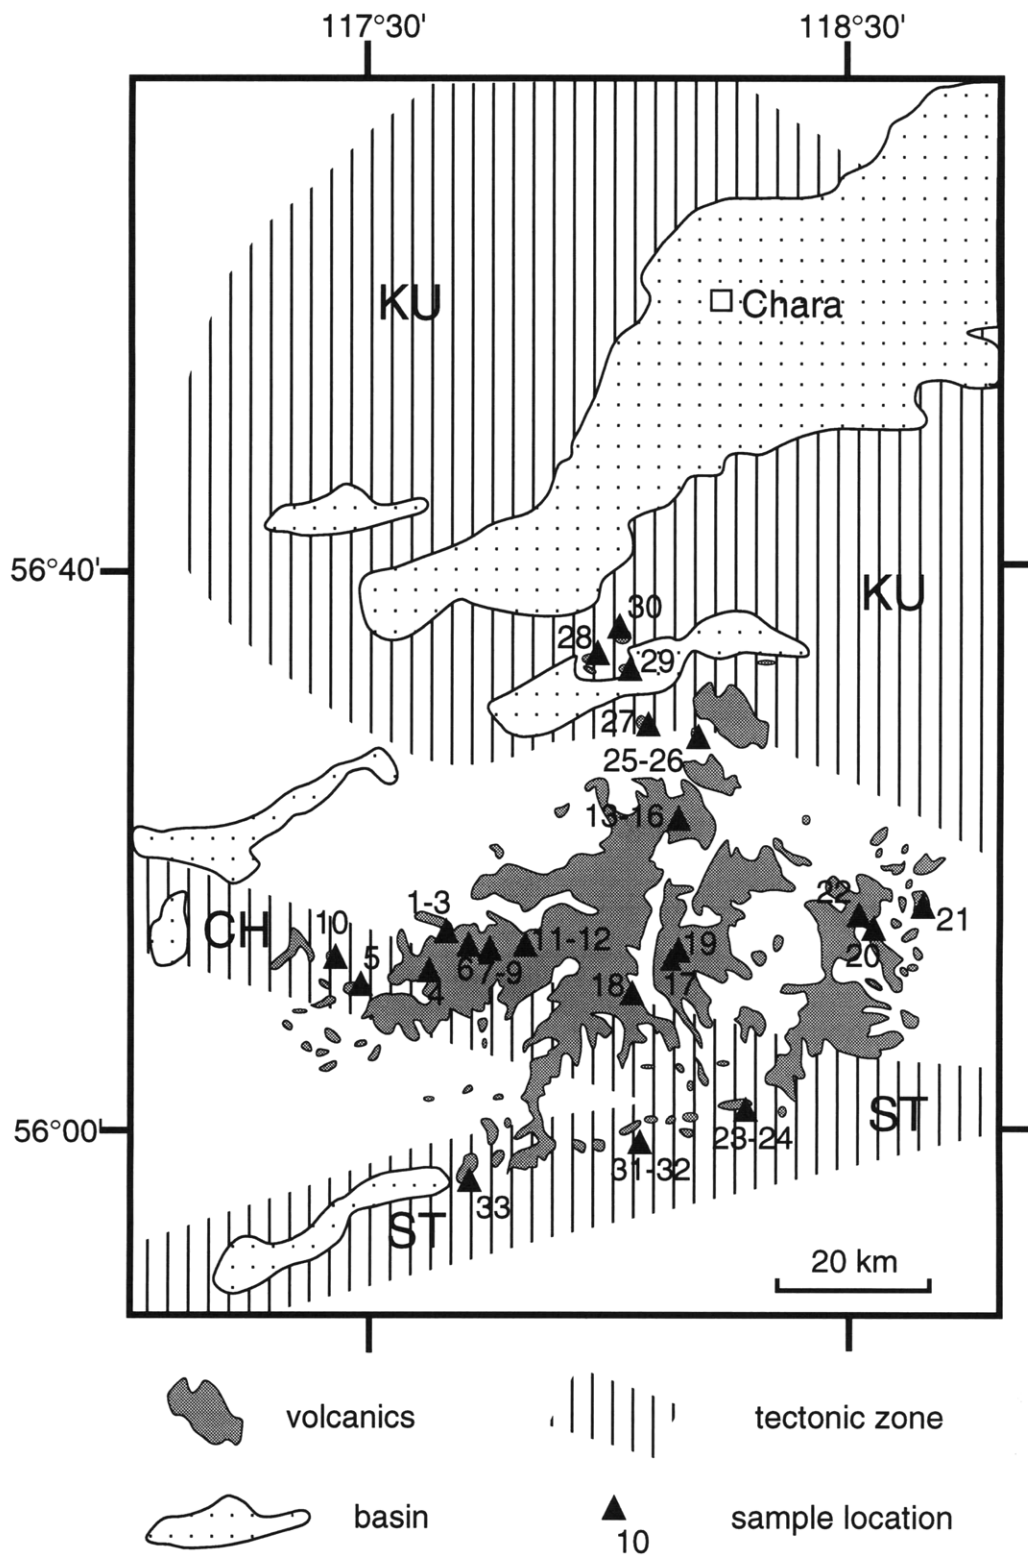 117°30' 118°30'
KU
Chara
56°40'
KU
30
28
29
27
25-26
13-16
1-3
22
21
CH
10
11-12
19
20
5
6
7-9
4
18
17
ST
56°00'
23-24
31-32
33
ST
20 km
volcanics
tectonic zone
basin
10
sample location